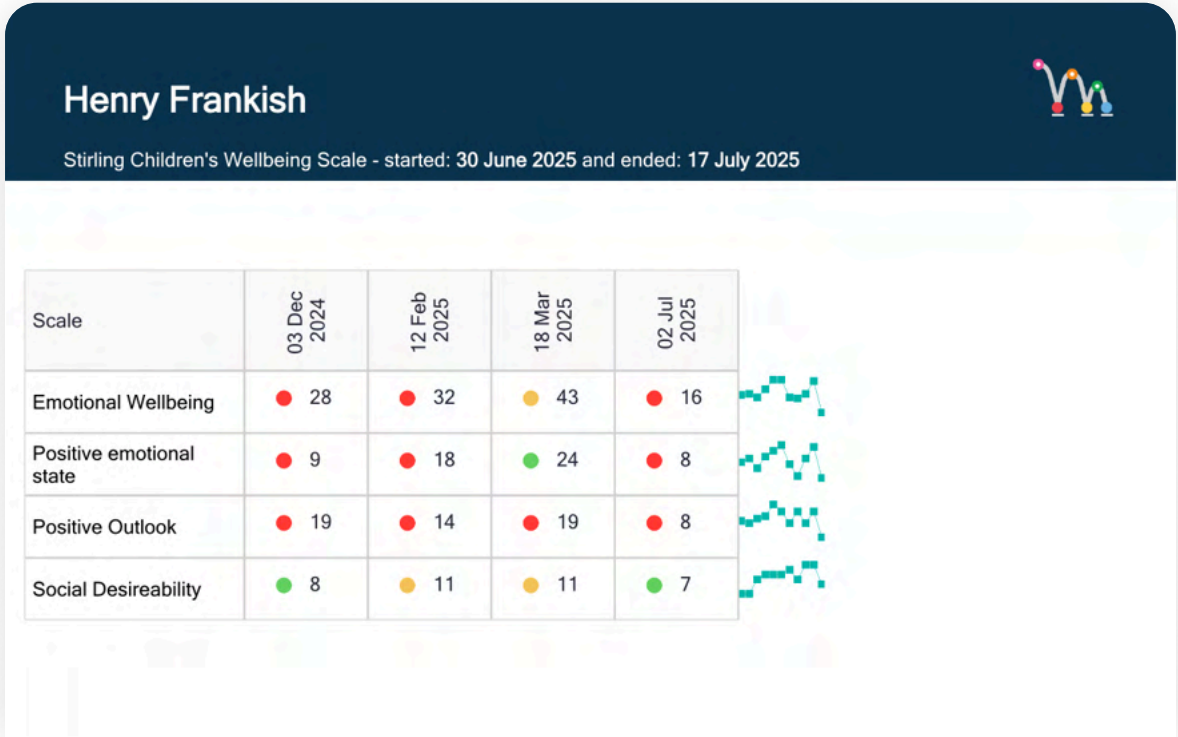 Henry Frankish
Stirling Children's Wellbeing Scale - started: 30 June 2025 and ended: 17 July 2025
Scale
03 Dec
2024
12 Feb
2025
18 Mar
2025
02 Jul
2025
Emotional Wellbeing
28
32
43
16
Positive emotional
state
9
18
24
8
Positive Outlook
19
14
19
8
Social Desireability
8
11
11
7